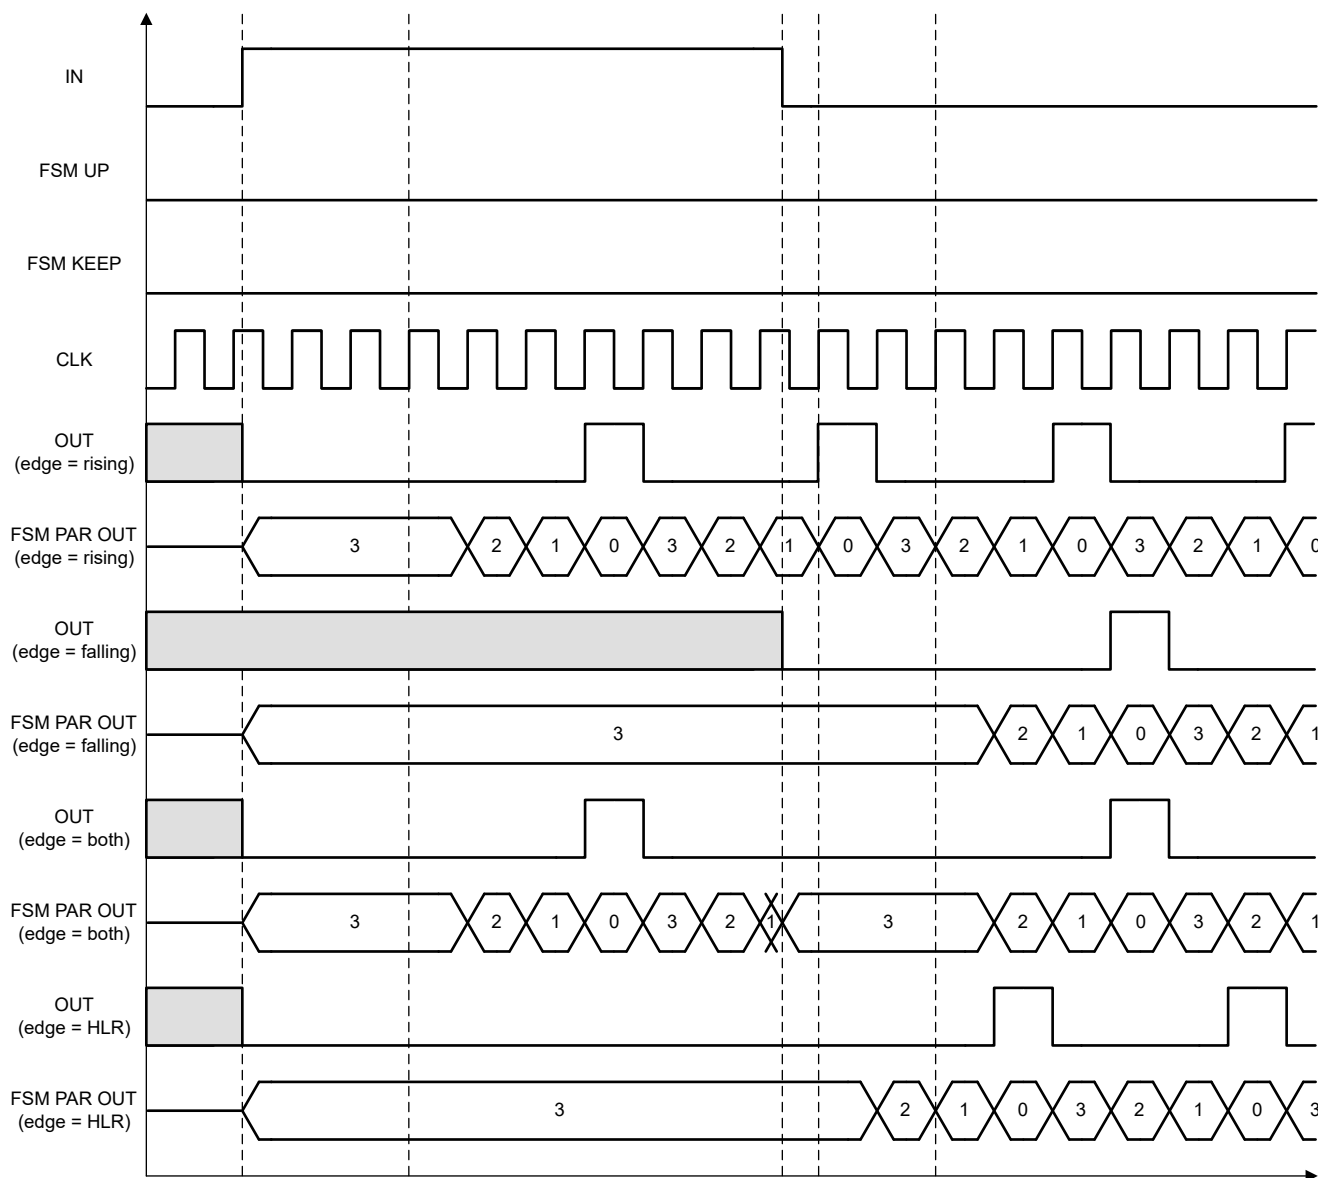 IN
FSM UP
FSM KEEP
CLK
OUT
(edge = rising)
FSM PAR OUT
(edge = rising)
3 2 1 0 3 2 1 0 3 2 1 0 3 2 1 0
OUT
(edge = falling)
FSM PAR OUT
(edge = falling)
3 2 1 0 3 2 1
OUT
(edge = both)
FSM PAR OUT
(edge = both)
3 2 1 0 3 2 1 3 2 1 0 3 2 1
OUT
(edge = HLR)
FSM PAR OUT
(edge = HLR)
3 2 1 0 3 2 1 0 3